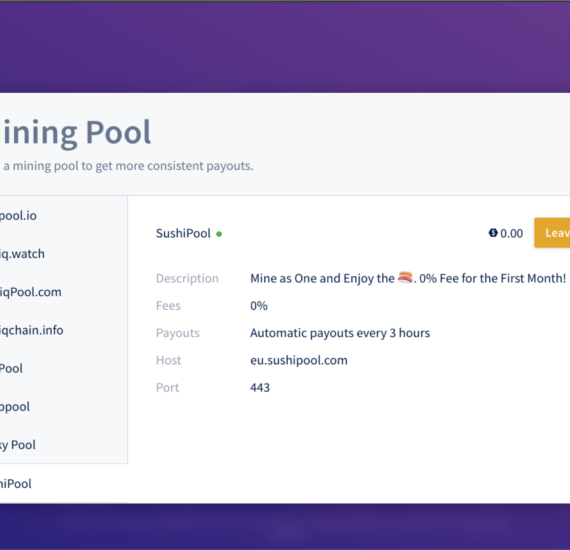 ining Pool
a mining pool to get more consistent payouts.
pool.io
iq.watch
iqPool.com
iqchain.info
Pool
ppool
ky Pool
hiPool
SushiPool
0.00
Leav
Description Mine as One and Enjoy the 🍣. 0% Fee for the First Month!
Fees 0%
Payouts Automatic payouts every 3 hours
Host eu.sushipool.com
Port 443